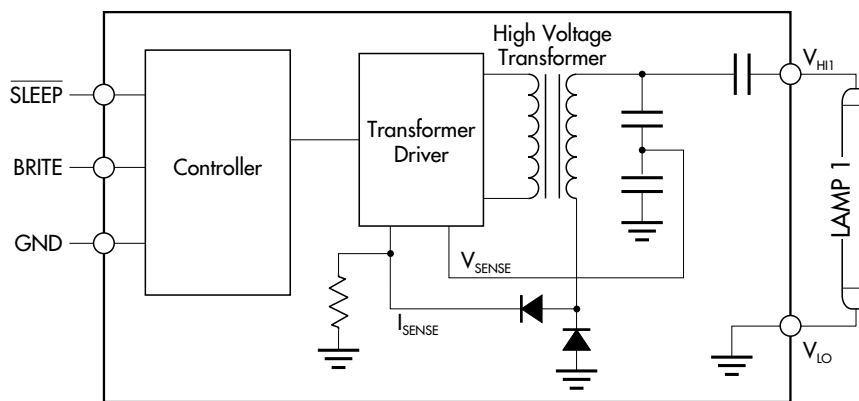 High Voltage
Transformer
V_HI1
SLEEP
BRITE
GND
Controller
Transformer
Driver
LAMP 1
V_SENSE
I_SENSE
V_LO